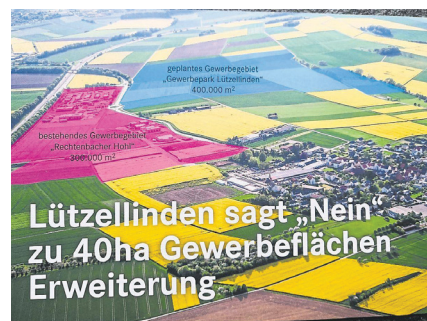 geplantes Gewerbegebiet
„Gewerbepark Lützellinden"
400.000 m²
bestehendes Gewerbegebiet
„Rechtenbacher Hohl"
300.000 m²
Lützellinden sagt „Nein"
zu 40ha Gewerbeflächen
Erweiterung